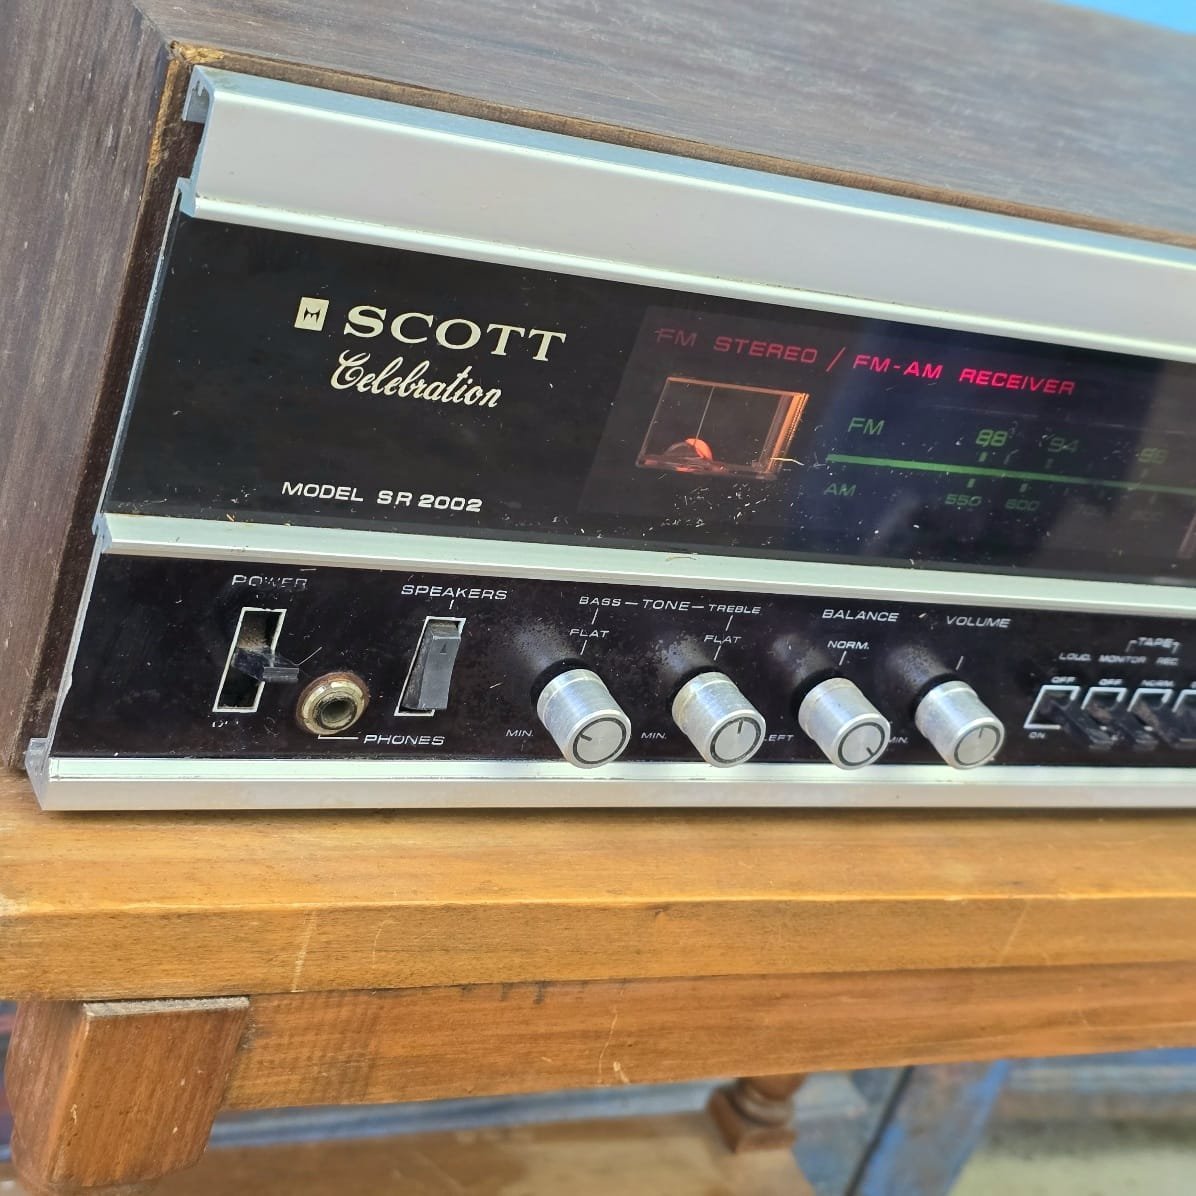 SCOTT
Celebration
MODEL SR 2002
FM STEREO / FM-AM RECEIVER
FM 88 94 98
AM 550 600
POWER
SPEAKERS
BASS — TONE — TREBLE
BALANCE
VOLUME
TAPE
FLAT
FLAT
NORM.
LOUD. MONITOR REC.
OFF OFF NORM.
PHONES
MIN.
MIN.
LEFT
MIN.
ON